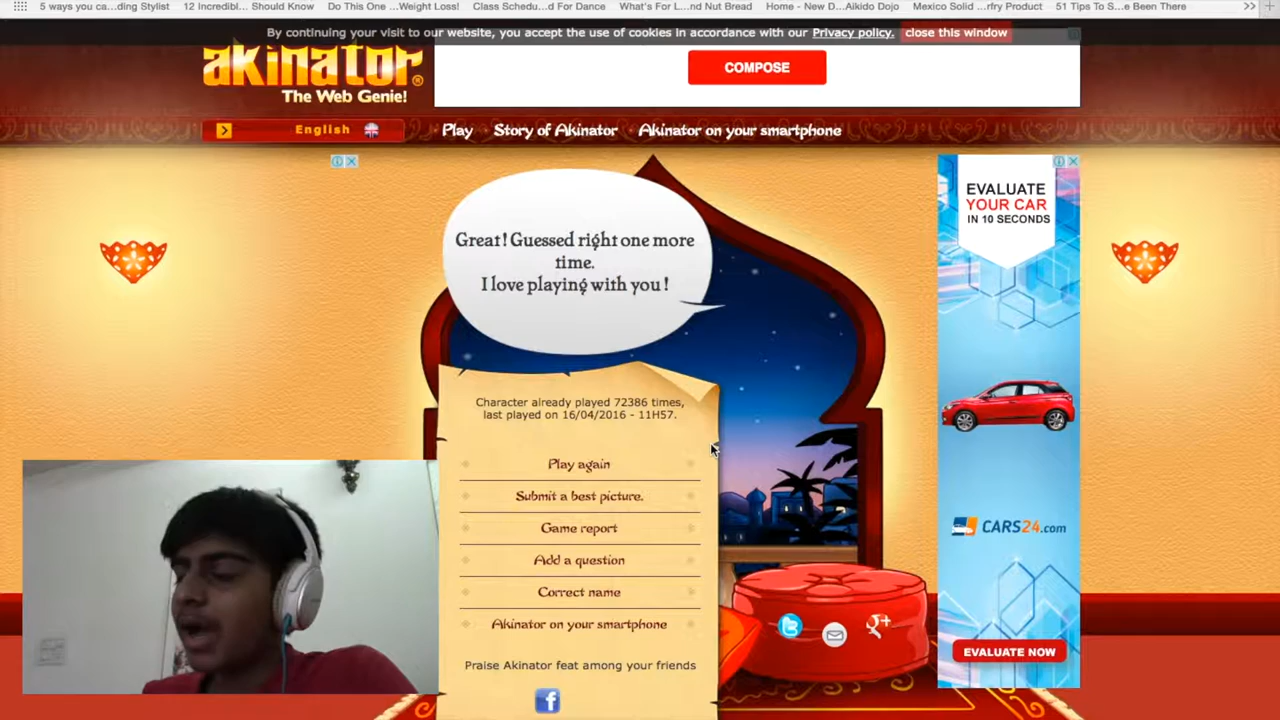 5 ways you ca...ding Stylist 12 Incredibl... Should Know Do This One ...Weight Loss! Class Schedu...d For Dance What's For L...nd Nut Bread Home - New D...Aikido Dojo Mexico Solid ...rfry Product 51 Tips To S...e Been There >> +
By continuing your visit to our website, you accept the use of cookies in accordance with our Privacy policy. close this window
akinator®
The Web Genie!
COMPOSE
English
Play Story of Akinator Akinator on your smartphone
EVALUATE
YOUR CAR
IN 10 SECONDS
Great! Guessed right one more
time.
I love playing with you !
Character already played 72386 times,
last played on 16/04/2016 - 11H57.
Play again
Submit a best picture.
Game report
Add a question
Correct name
Akinator on your smartphone
Praise Akinator feat among your friends
f
g+
CARS24.com
EVALUATE NOW